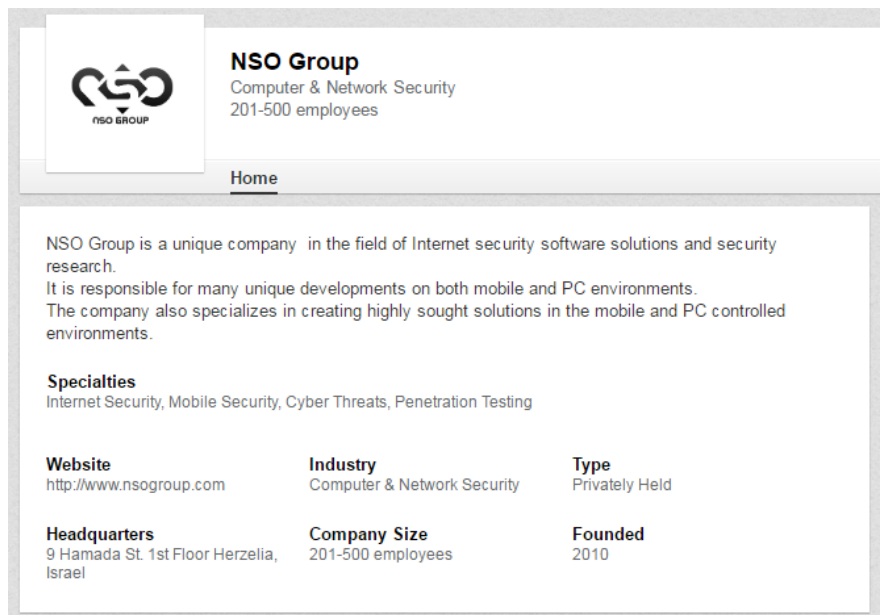 NSO GROUP
NSO Group
Computer & Network Security
201-500 employees
Home
NSO Group is a unique company  in the field of Internet security software solutions and security
research.
It is responsible for many unique developments on both mobile and PC environments.
The company also specializes in creating highly sought solutions in the mobile and PC controlled
environments.
Specialties
Internet Security, Mobile Security, Cyber Threats, Penetration Testing
Website
http://www.nsogroup.com
Industry
Computer & Network Security
Type
Privately Held
Headquarters
9 Hamada St. 1st Floor Herzelia,
Israel
Company Size
201-500 employees
Founded
2010